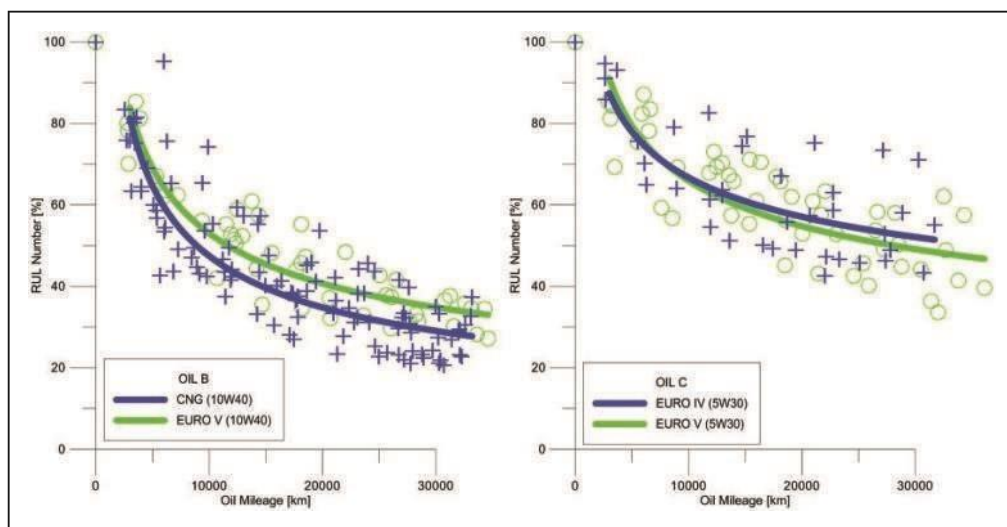 RUL Number [%]
100
80
60
40
20
0
OIL B
CNG (10W40)
EURO V (10W40)
0
10000
20000
30000
Oil Mileage [km]
RUL Number [%]
100
80
60
40
20
0
OIL C
EURO IV (5W30)
EURO V (5W30)
0
10000
20000
30000
Oil Mileage [km]